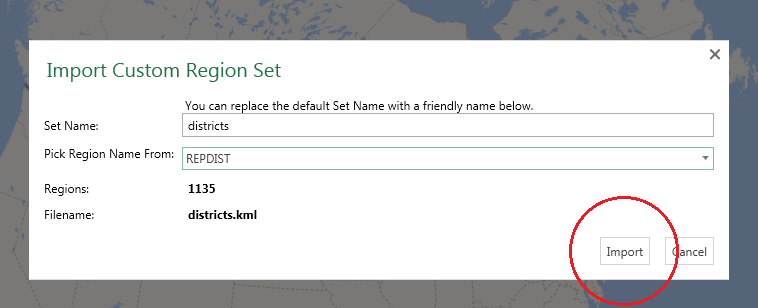 Import Custom Region Set
You can replace the default Set Name with a friendly name below.
Set Name: districts
Pick Region Name From: REPDIST
Regions: 1135
Filename: districts.kml
Import Cancel